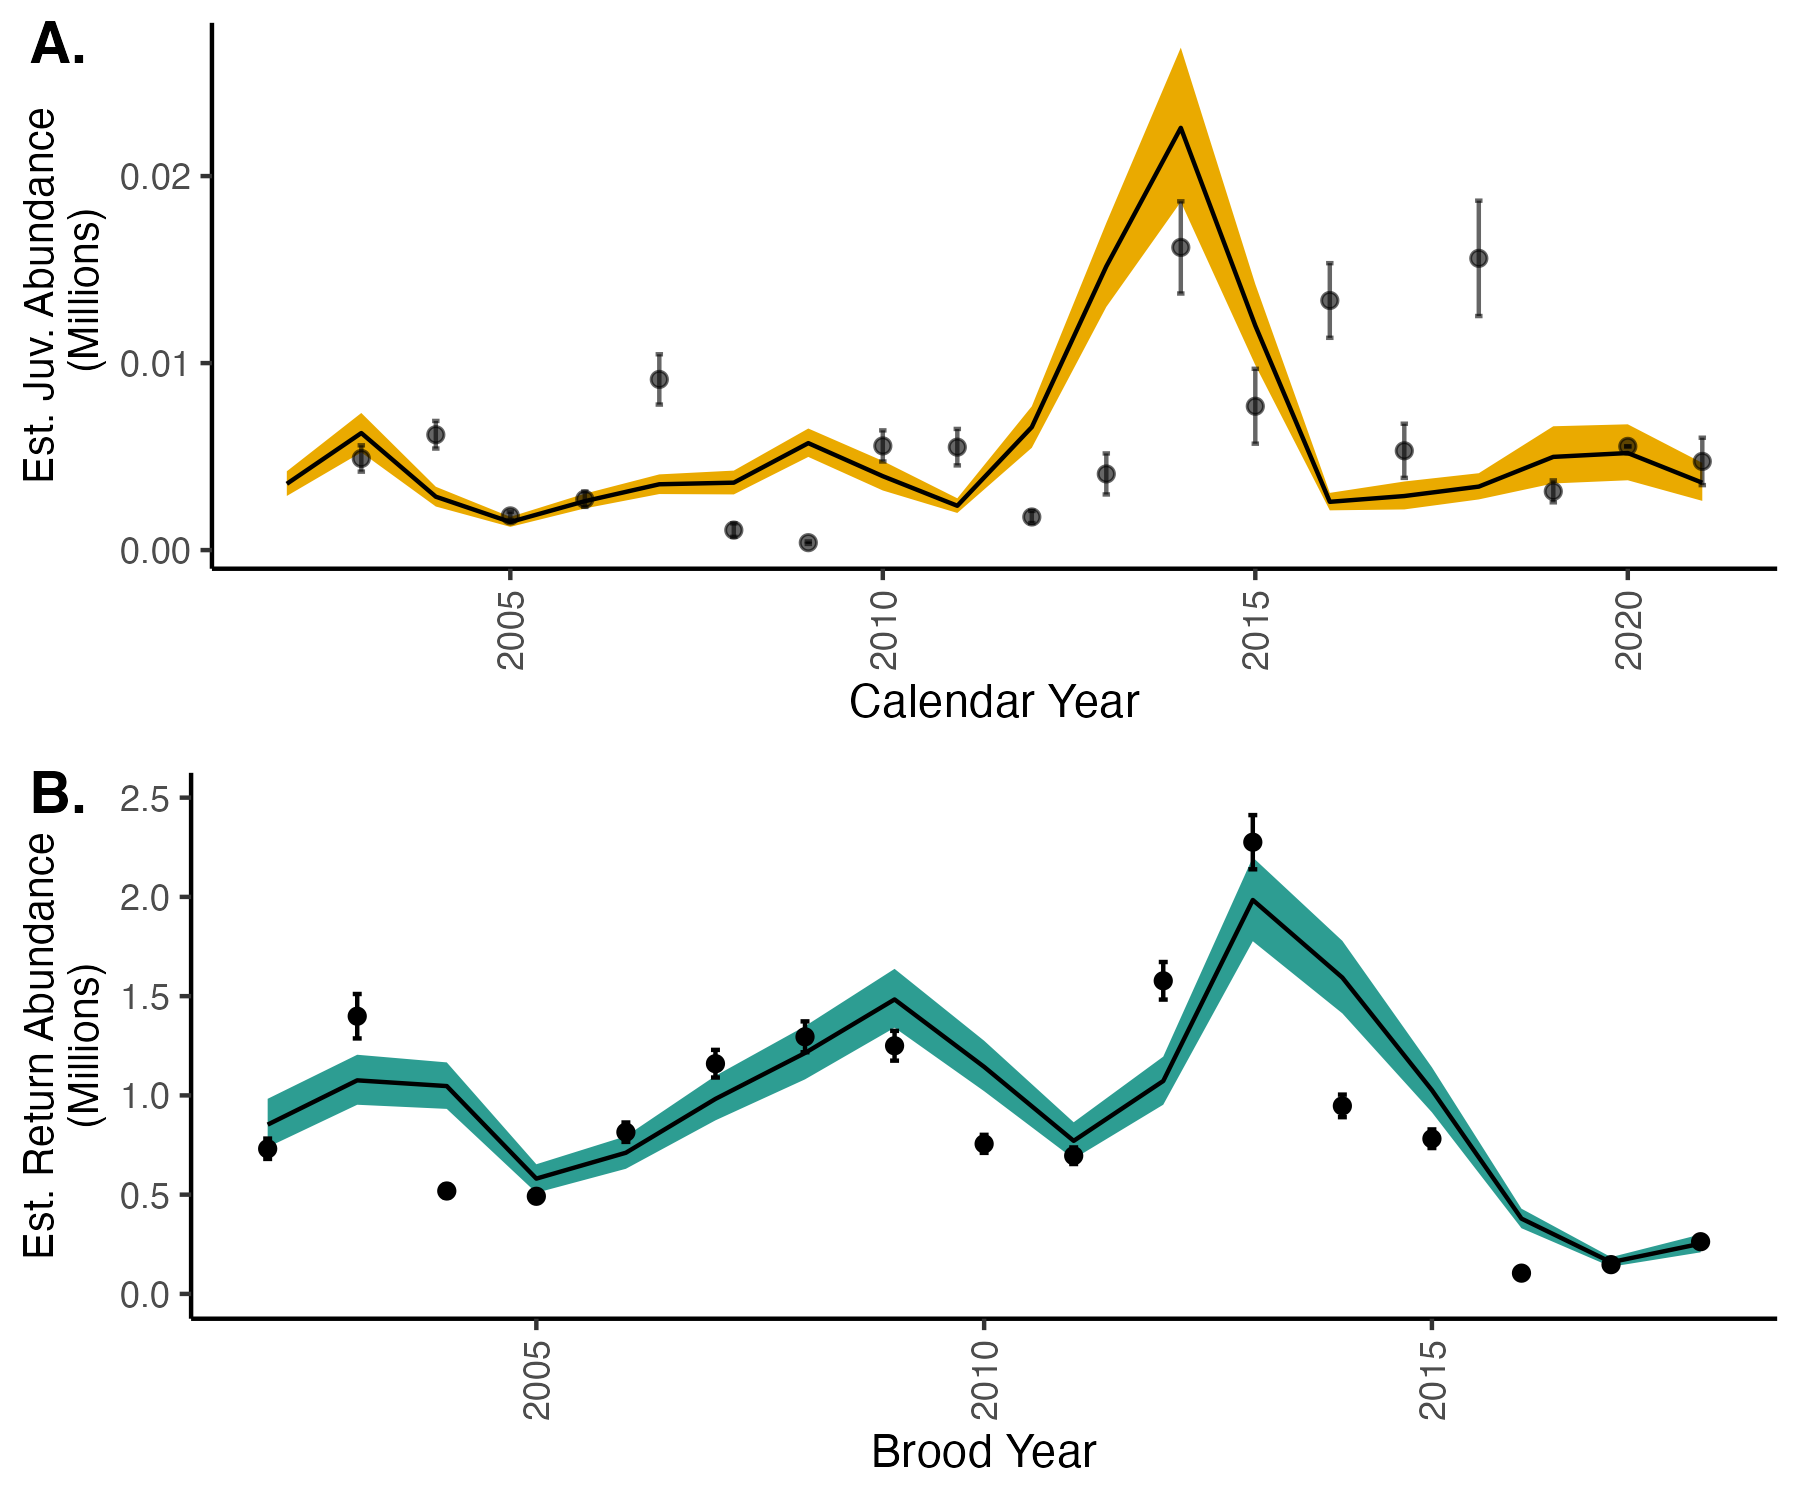 A.
Est. Juv. Abundance
(Millions)
0.02
0.01
0.00
2005
2010
2015
2020
Calendar Year
B.
Est. Return Abundance
(Millions)
2.5
2.0
1.5
1.0
0.5
0.0
2005
2010
2015
Brood Year